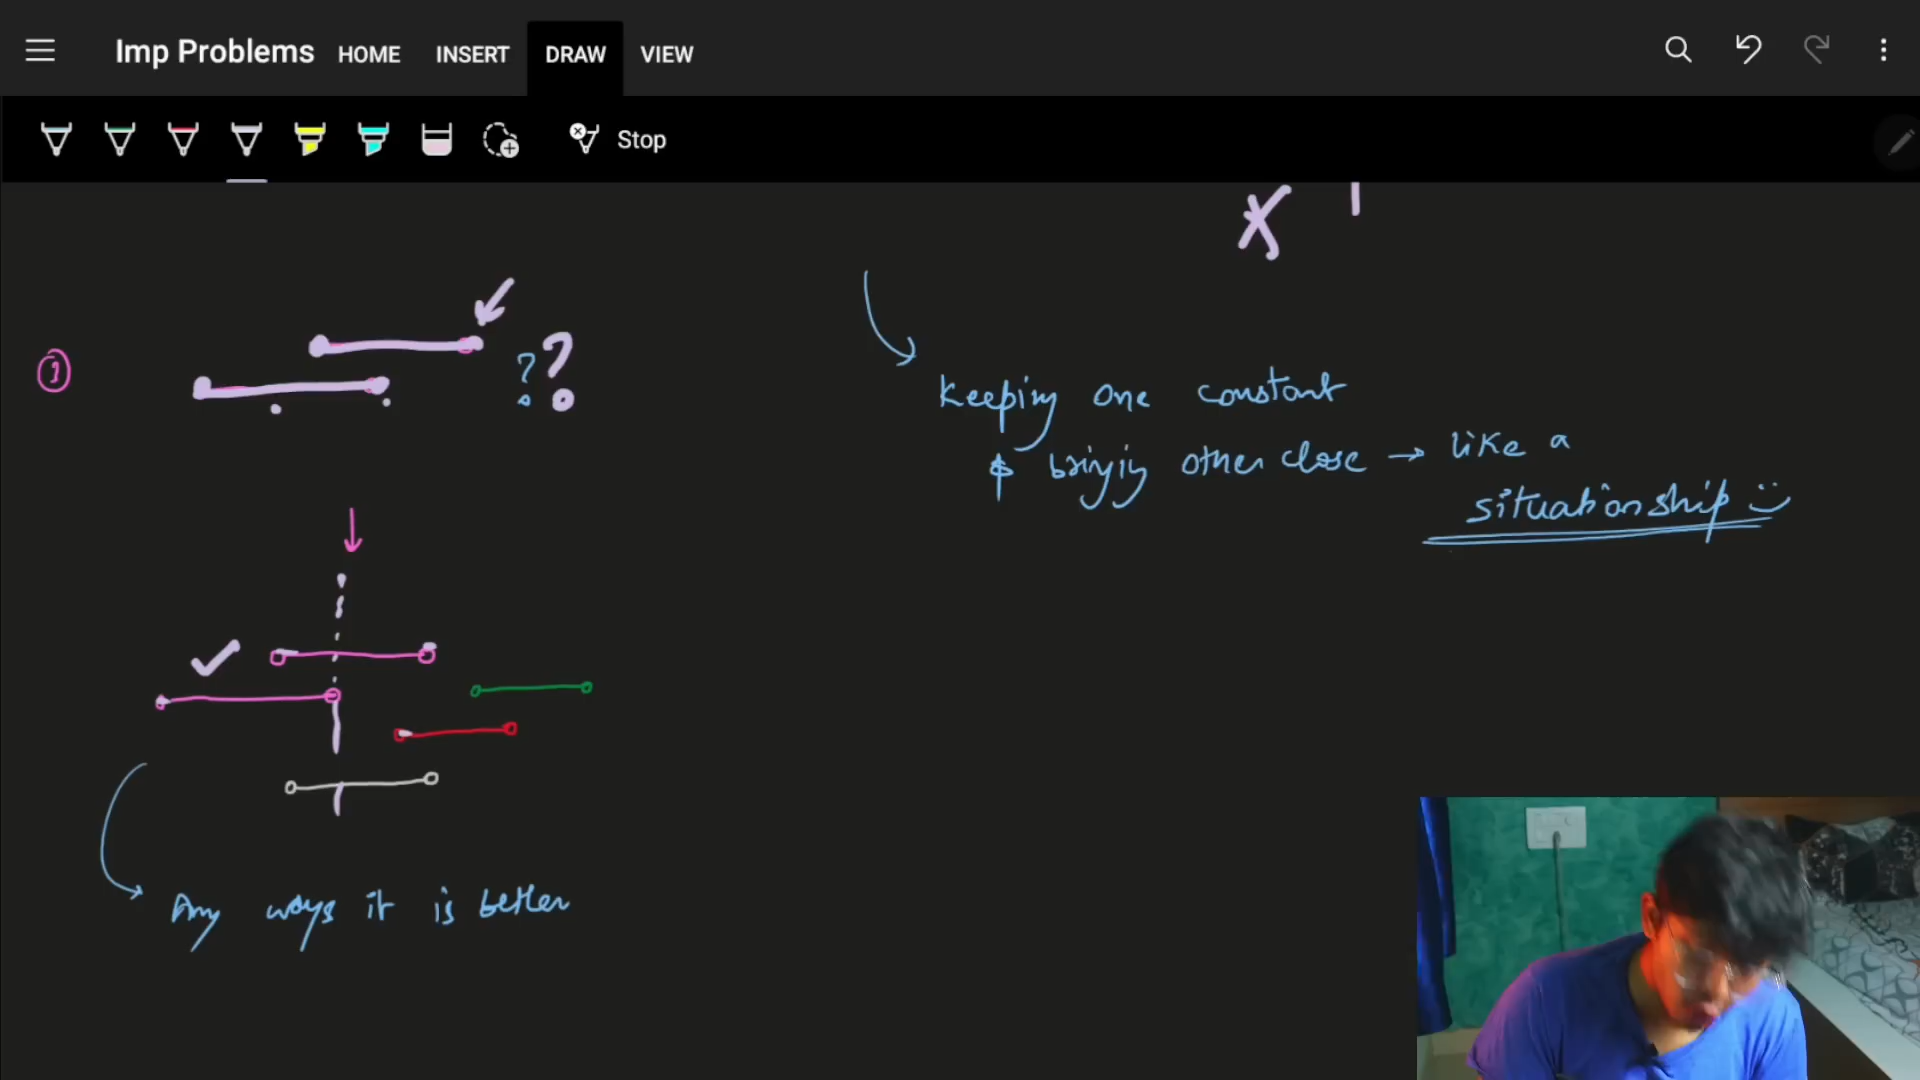 Imp Problems HOME INSERT DRAW VIEW
Stop
X
①
? ?
Keeping one constant
& bringing other close → like a
situationship :)
Any ways it is better